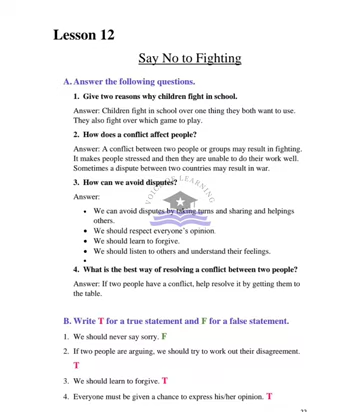 Lesson 12
Say No to Fighting
A. Answer the following questions.
1. Give two reasons why children fight in school.
Answer: Children fight in school over one thing they both want to use.
They also fight over which game to play.
2. How does a conflict affect people?
Answer: A conflict between two people or groups may result in fighting.
It makes people stressed and then they are unable to do their work well.
Sometimes a dispute between two countries may result in war.
3. How can we avoid disputes?
Answer:
VOICE OF LEARNING
• We can avoid disputes by taking turns and sharing and helpings
others.
• We should respect everyone's opinion.
• We should learn to forgive.
• We should listen to others and understand their feelings.
•
4. What is the best way of resolving a conflict between two people?
Answer: If two people have a conflict, help resolve it by getting them to
the table.
B. Write T for a true statement and F for a false statement.
1. We should never say sorry. F
2. If two people are arguing, we should try to work out their disagreement.
T
3. We should learn to forgive. T
4. Everyone must be given a chance to express his/her opinion. T